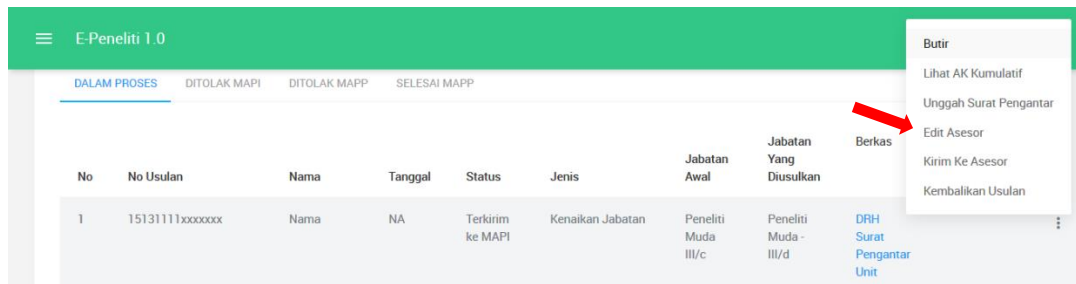 E-Peneliti 1.0
Butir
Lihat AK Kumulatif
Unggah Surat Pengantar
Edit Asesor
Kirim Ke Asesor
Kembalikan Usulan
DALAM PROSES DITOLAK MAPI DITOLAK MAPP SELESAI MAPP
No No Usulan Nama Tanggal Status Jenis Jabatan Awal Jabatan Yang Diusulkan Berkas
1 15131111xxxxxxx Nama NA Terkirim ke MAPI Kenaikan Jabatan Peneliti Muda III/c Peneliti Muda - III/d DRH Surat Pengantar Unit